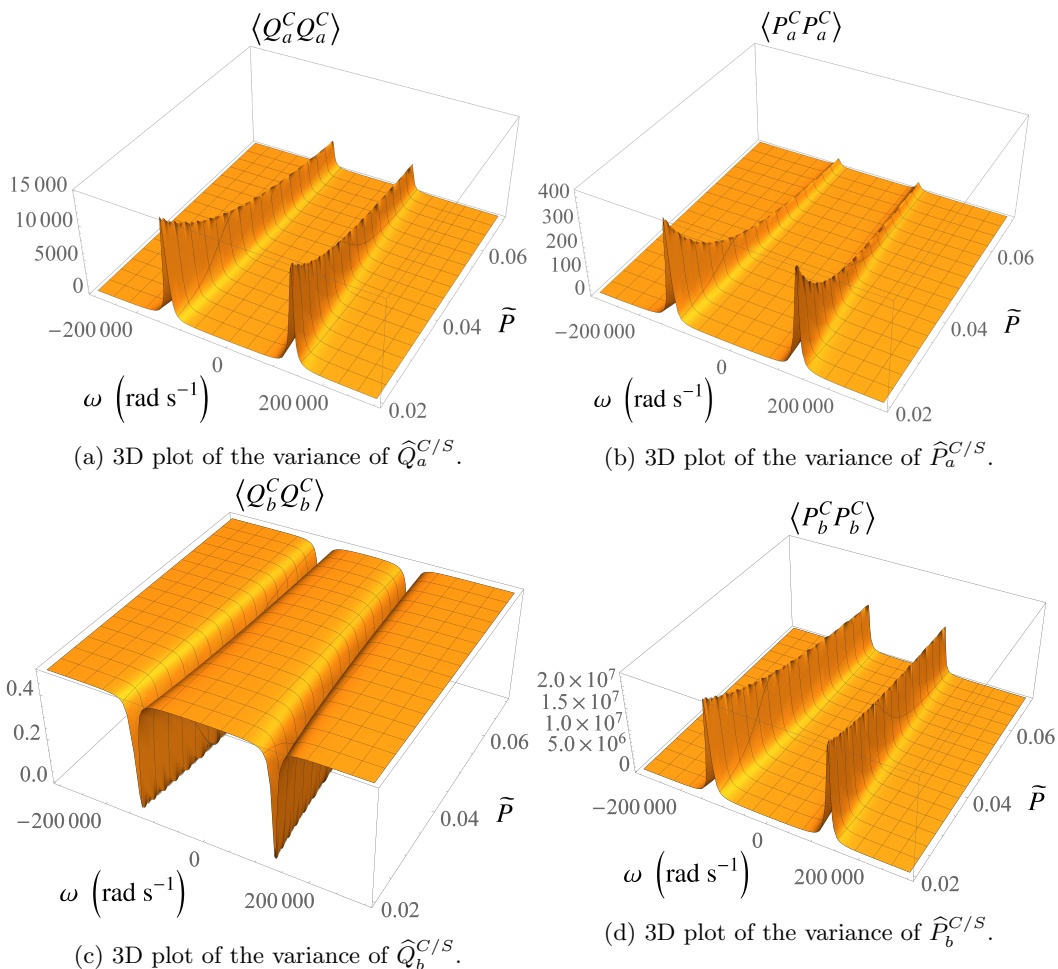 ⟨Q_a^C Q_a^C⟩
15 000
10 000
5000
0
−200 000
0
200 000
ω (rad s⁻¹)
0.02
0.04
0.06
P̃
(a) 3D plot of the variance of Q̂_a^{C/S}.
⟨P_a^C P_a^C⟩
400
300
200
100
0
−200 000
0
200 000
ω (rad s⁻¹)
0.02
0.04
0.06
P̃
(b) 3D plot of the variance of P̂_a^{C/S}.
⟨Q_b^C Q_b^C⟩
0.4
0.2
0.0
−200 000
0
200 000
ω (rad s⁻¹)
0.02
0.04
0.06
P̃
(c) 3D plot of the variance of Q̂_b^{C/S}.
⟨P_b^C P_b^C⟩
2.0×10⁷
1.5×10⁷
1.0×10⁷
5.0×10⁶
0
−200 000
0
200 000
ω (rad s⁻¹)
0.02
0.04
0.06
P̃
(d) 3D plot of the variance of P̂_b^{C/S}.